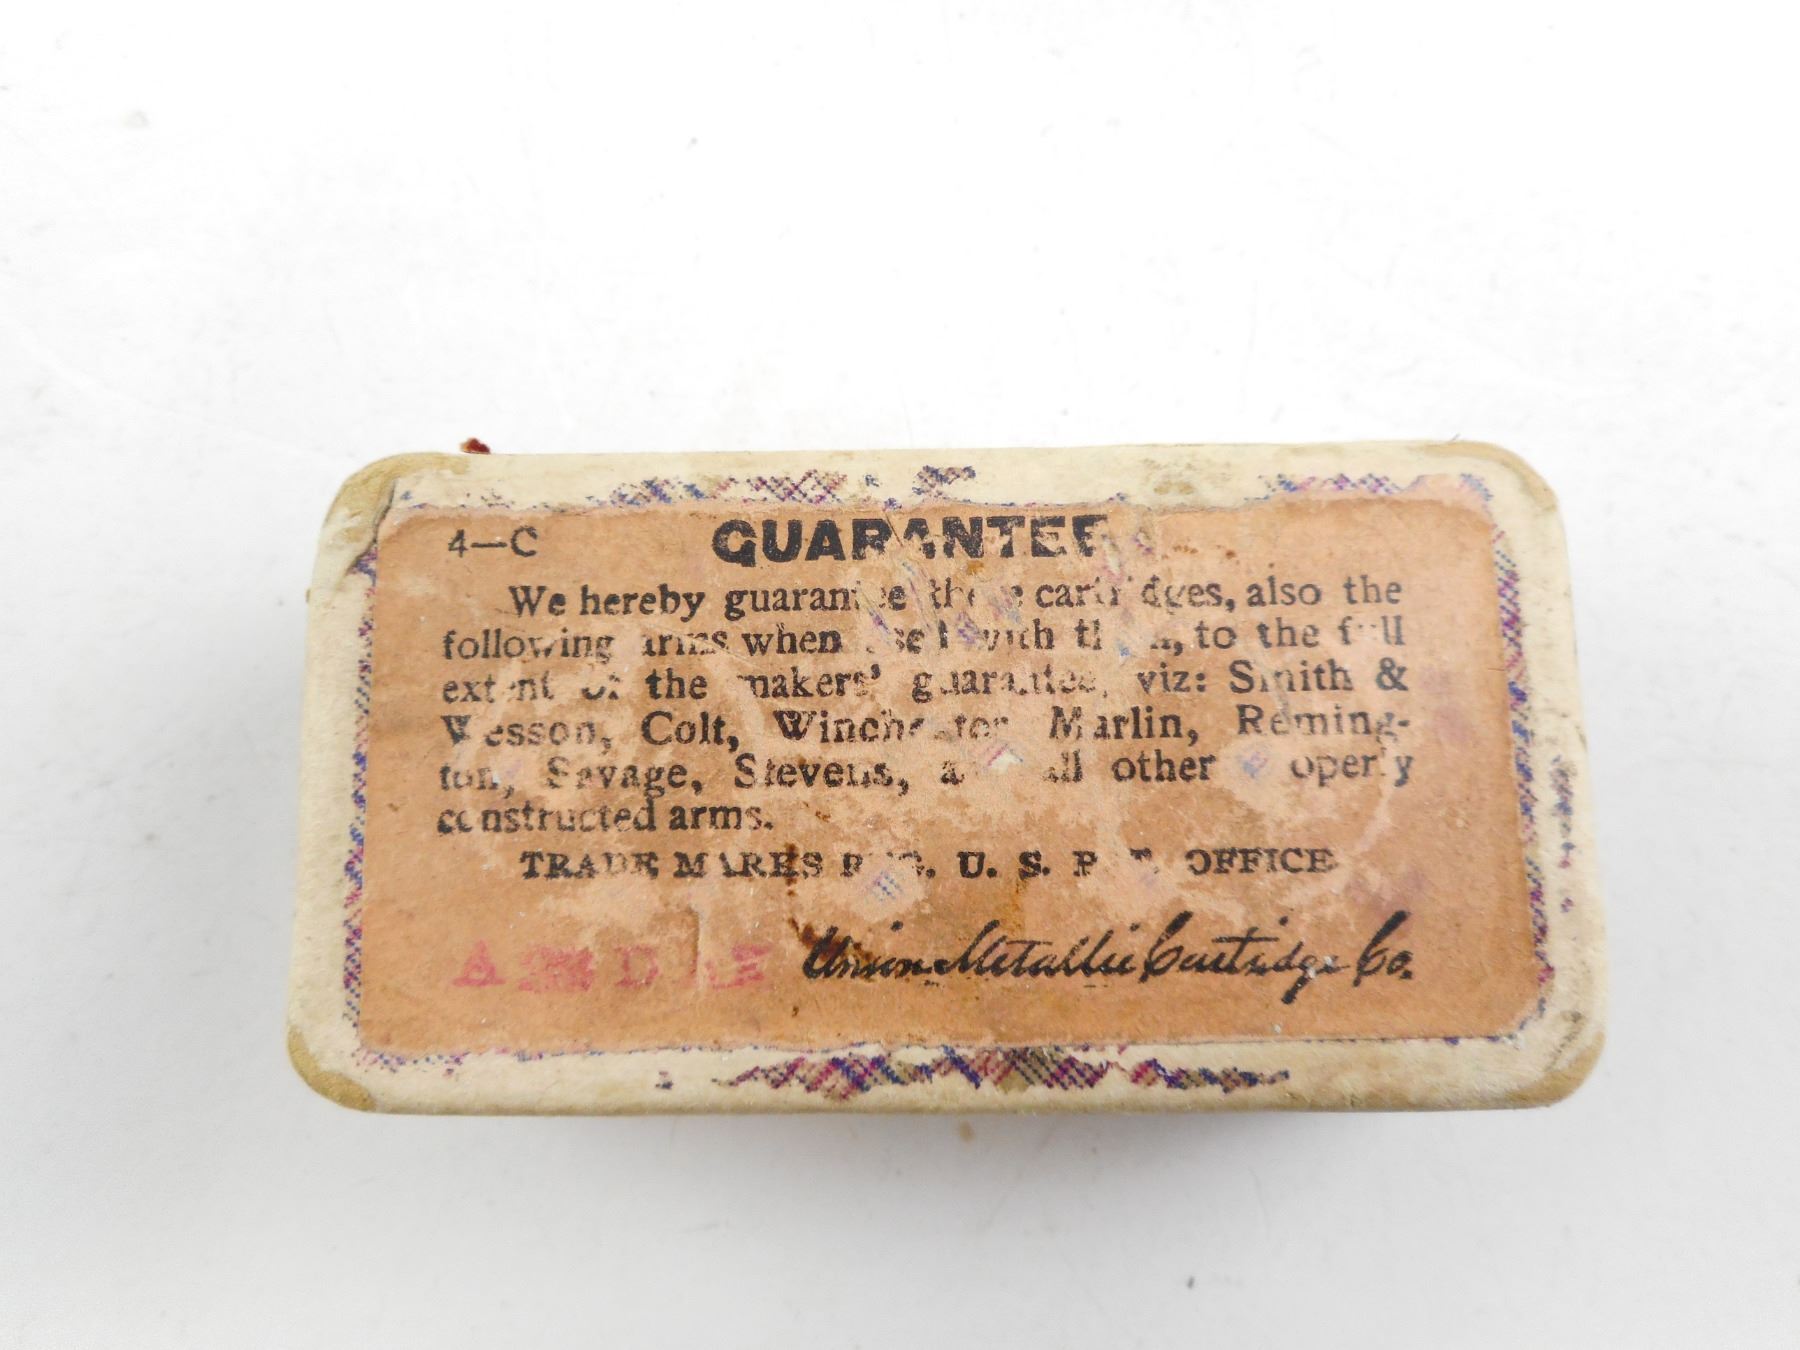 4—C GUARANTEE
We hereby guarantee these cartridges, also the
following arms when used with them, to the full
extent of the makers' guarantee, viz: Smith &
Wesson, Colt, Winchester, Marlin, Reming-
ton, Savage, Stevens, and all other properly
constructed arms.
TRADE MARKS REG. U. S. PAT. OFFICE
Union Metallic Cartridge Co.